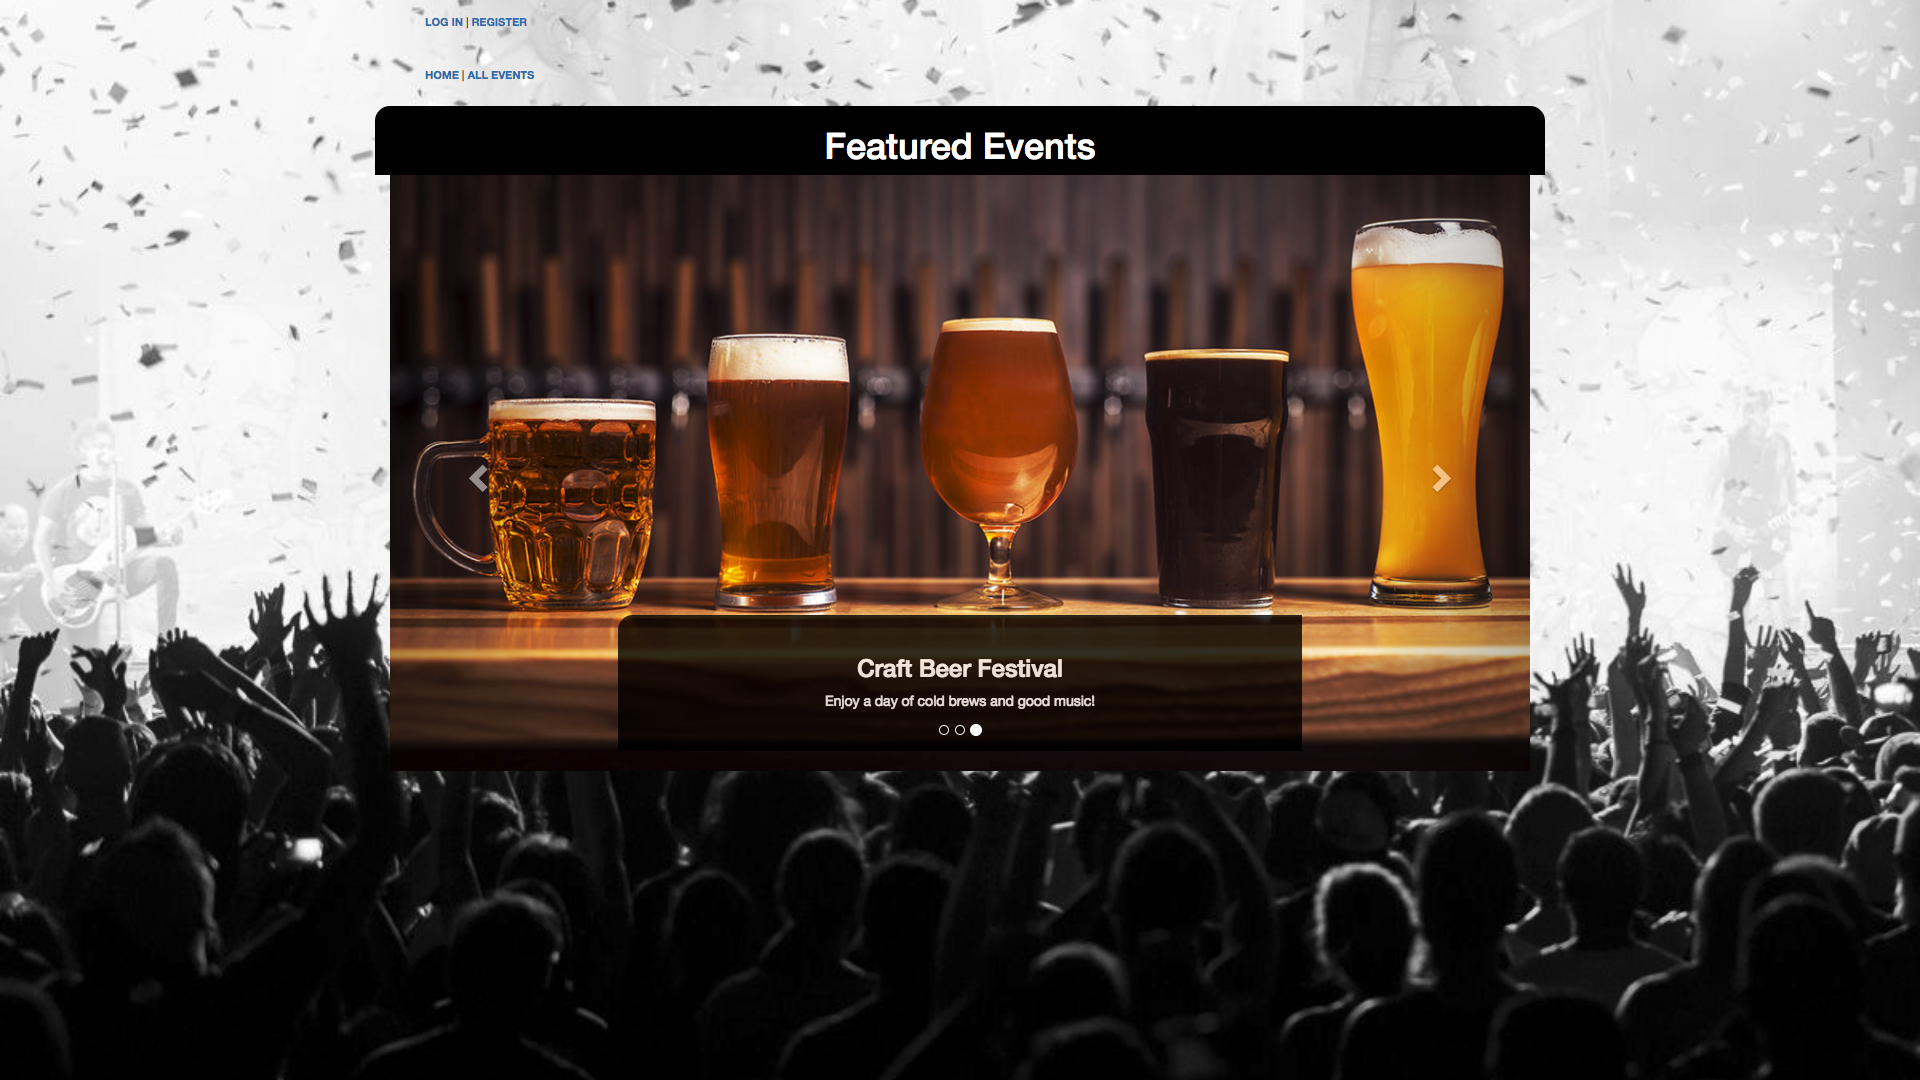 LOG IN | REGISTER
HOME | ALL EVENTS
Featured Events
Craft Beer Festival
Enjoy a day of cold brews and good music!